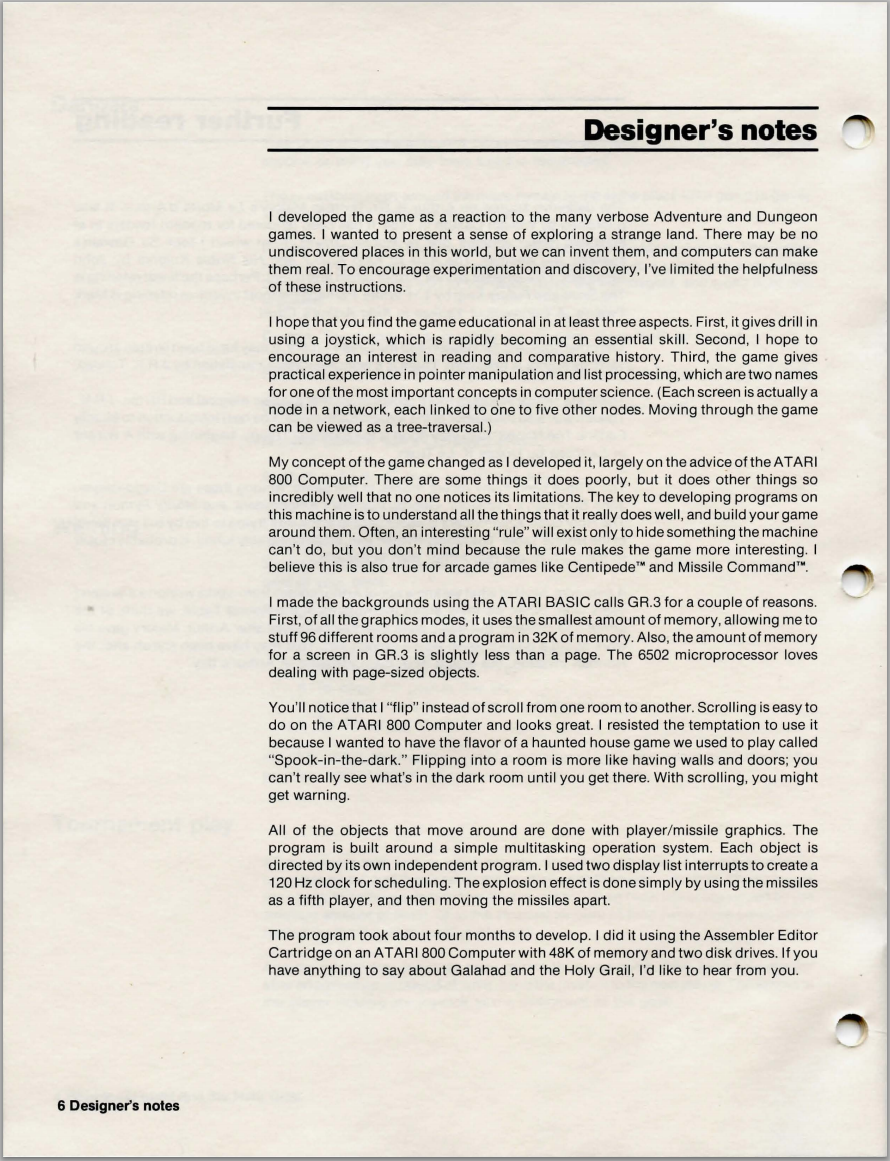 Designer's notes
I developed the game as a reaction to the many verbose Adventure and Dungeon
games. I wanted to present a sense of exploring a strange land. There may be no
undiscovered places in this world, but we can invent them, and computers can make
them real. To encourage experimentation and discovery, I've limited the helpfulness
of these instructions.
I hope that you find the game educational in at least three aspects. First, it gives drill in
using a joystick, which is rapidly becoming an essential skill. Second, I hope to
encourage an interest in reading and comparative history. Third, the game gives
practical experience in pointer manipulation and list processing, which are two names
for one of the most important concepts in computer science. (Each screen is actually a
node in a network, each linked to one to five other nodes. Moving through the game
can be viewed as a tree-traversal.)
My concept of the game changed as I developed it, largely on the advice of the ATARI
800 Computer. There are some things it does poorly, but it does other things so
incredibly well that no one notices its limitations. The key to developing programs on
this machine is to understand all the things that it really does well, and build your game
around them. Often, an interesting "rule" will exist only to hide something the machine
can't do, but you don't mind because the rule makes the game more interesting. I
believe this is also true for arcade games like Centipede™ and Missile Command™.
I made the backgrounds using the ATARI BASIC calls GR.3 for a couple of reasons.
First, of all the graphics modes, it uses the smallest amount of memory, allowing me to
stuff 96 different rooms and a program in 32K of memory. Also, the amount of memory
for a screen in GR.3 is slightly less than a page. The 6502 microprocessor loves
dealing with page-sized objects.
You'll notice that I "flip" instead of scroll from one room to another. Scrolling is easy to
do on the ATARI 800 Computer and looks great. I resisted the temptation to use it
because I wanted to have the flavor of a haunted house game we used to play called
"Spook-in-the-dark." Flipping into a room is more like having walls and doors; you
can't really see what's in the dark room until you get there. With scrolling, you might
get warning.
All of the objects that move around are done with player/missile graphics. The
program is built around a simple multitasking operation system. Each object is
directed by its own independent program. I used two display list interrupts to create a
120 Hz clock for scheduling. The explosion effect is done simply by using the missiles
as a fifth player, and then moving the missiles apart.
The program took about four months to develop. I did it using the Assembler Editor
Cartridge on an ATARI 800 Computer with 48K of memory and two disk drives. If you
have anything to say about Galahad and the Holy Grail, I'd like to hear from you.
6 Designer's notes